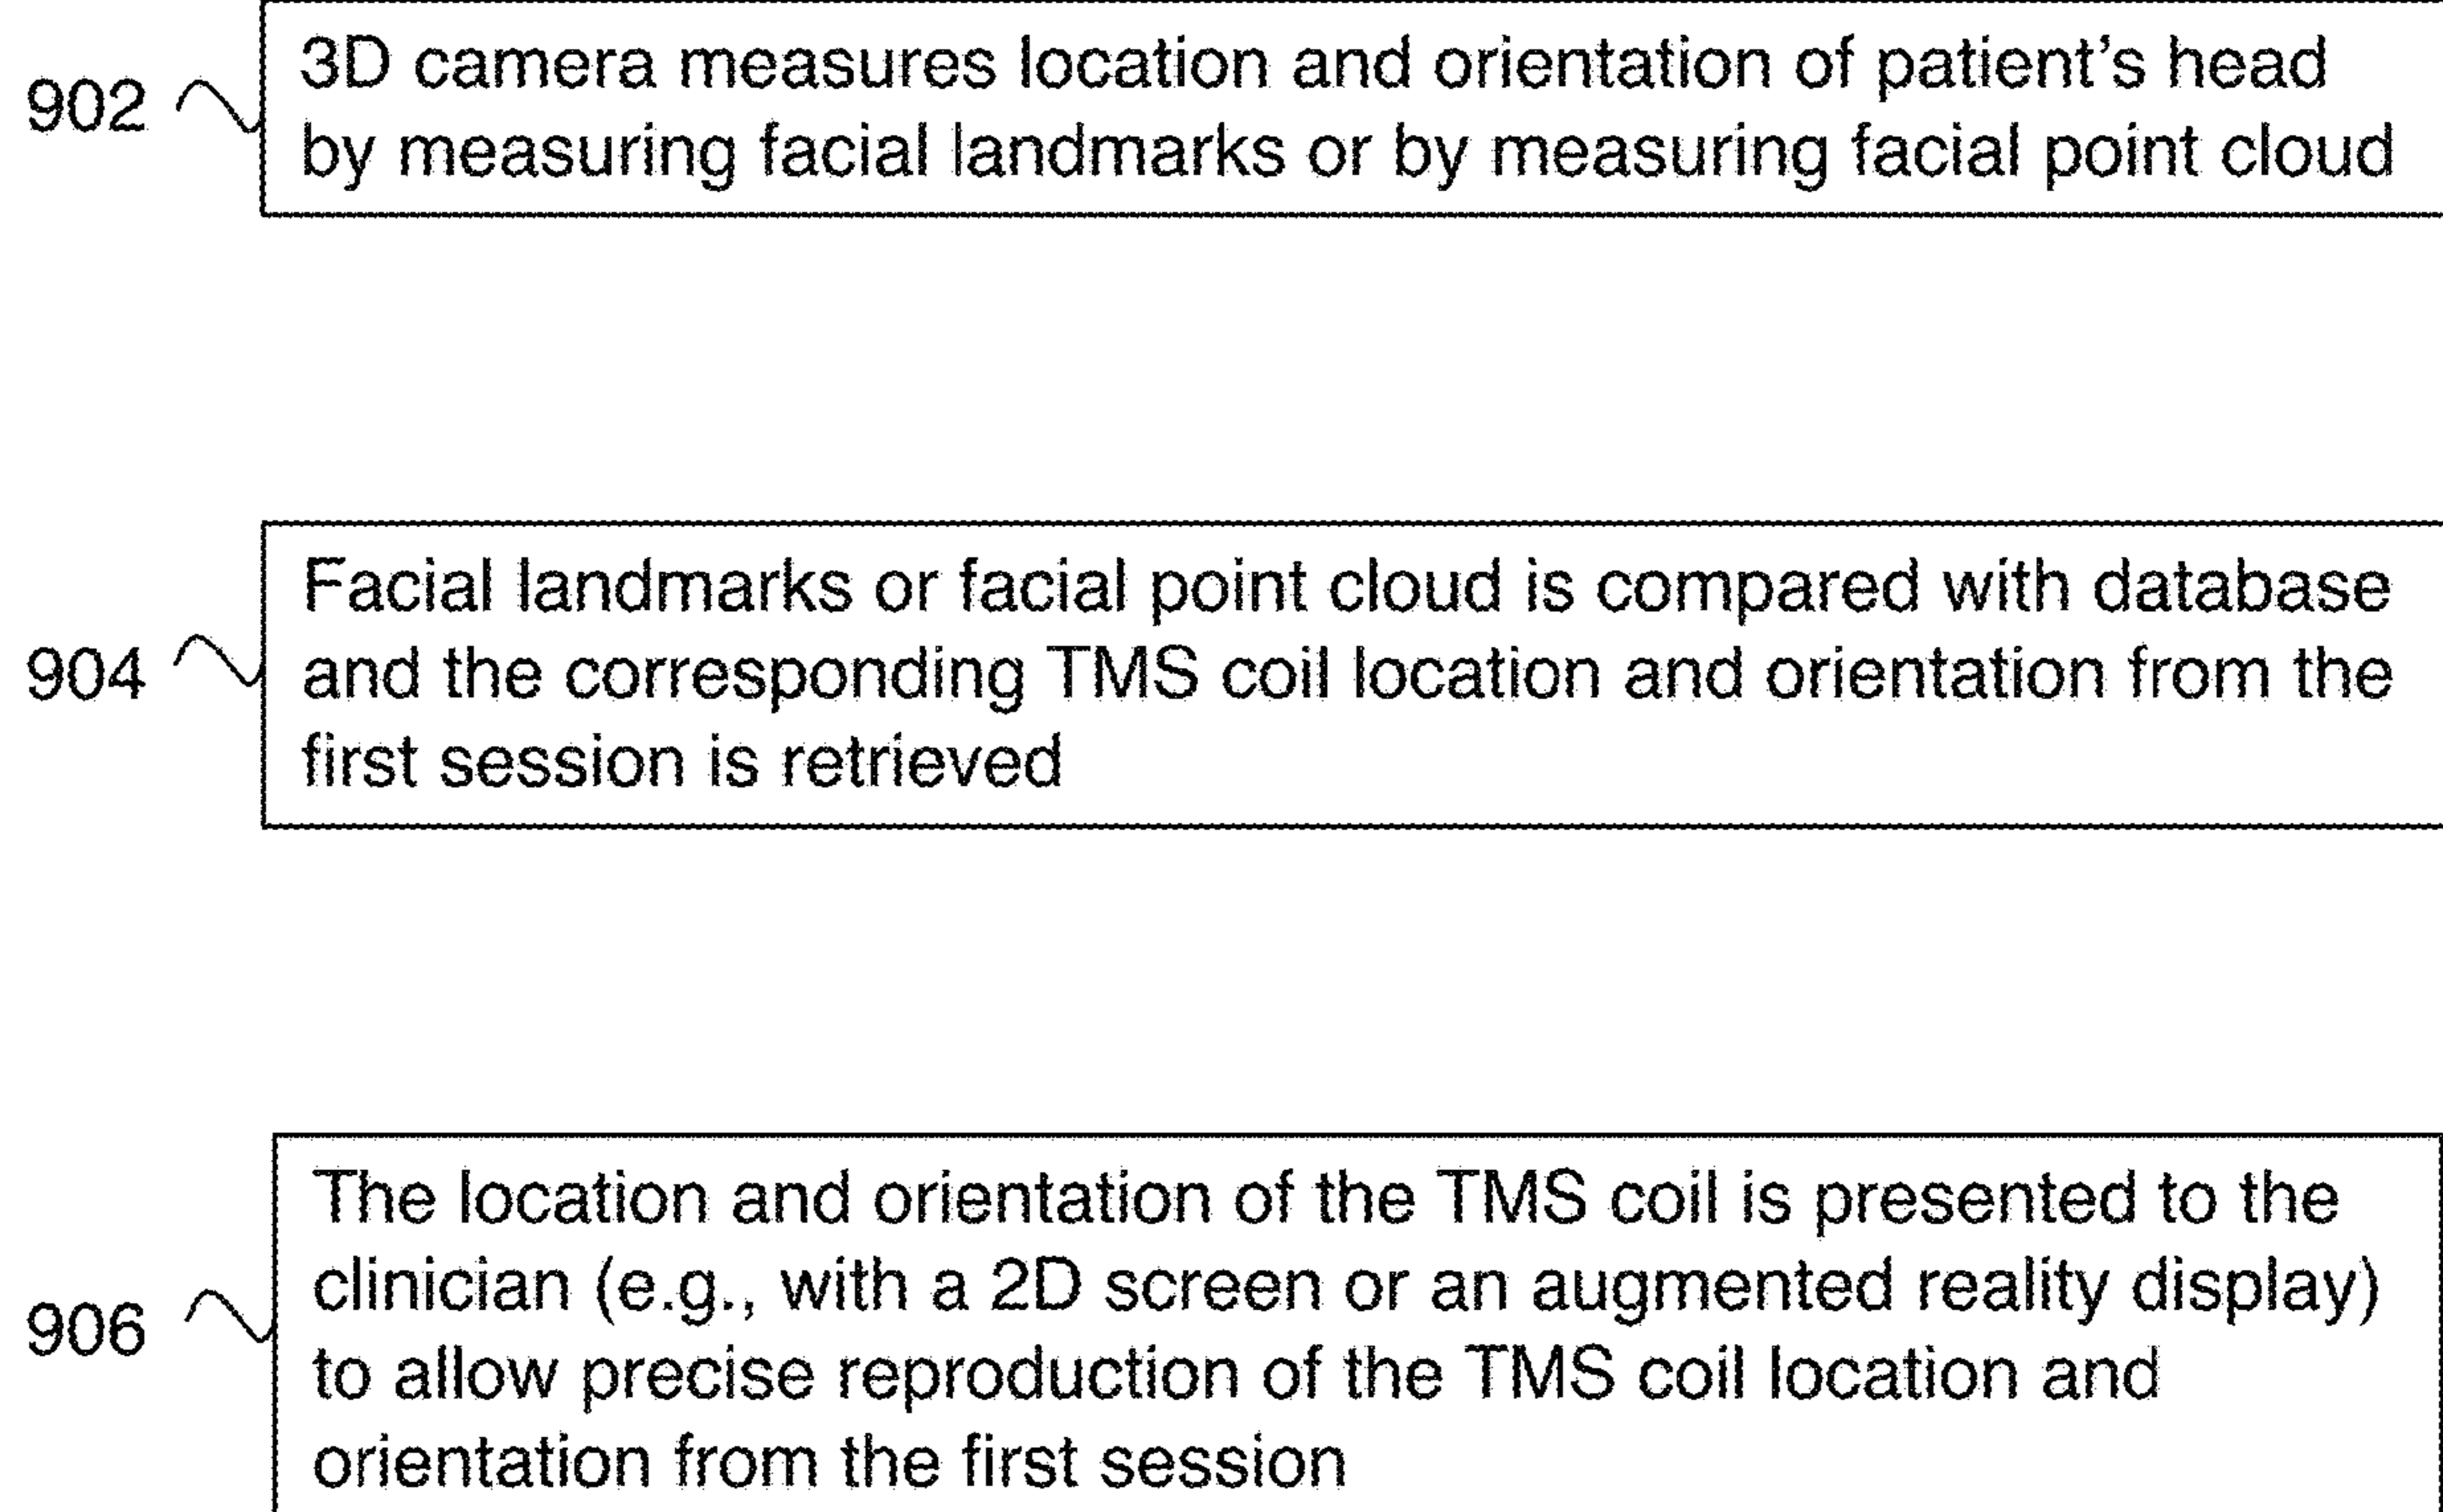 902
3D camera measures location and orientation of patient's head
by measuring facial landmarks or by measuring facial point cloud
904
Facial landmarks or facial point cloud is compared with database
and the corresponding TMS coil location and orientation from the
first session is retrieved
906
The location and orientation of the TMS coil is presented to the
clinician (e.g., with a 2D screen or an augmented reality display)
to allow precise reproduction of the TMS coil location and
orientation from the first session